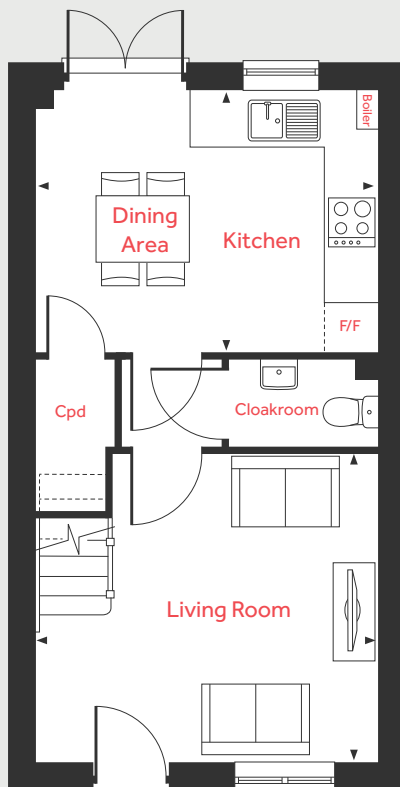 Boiler
Dining
Area
Kitchen
F/F
Cpd
Cloakroom
Living Room